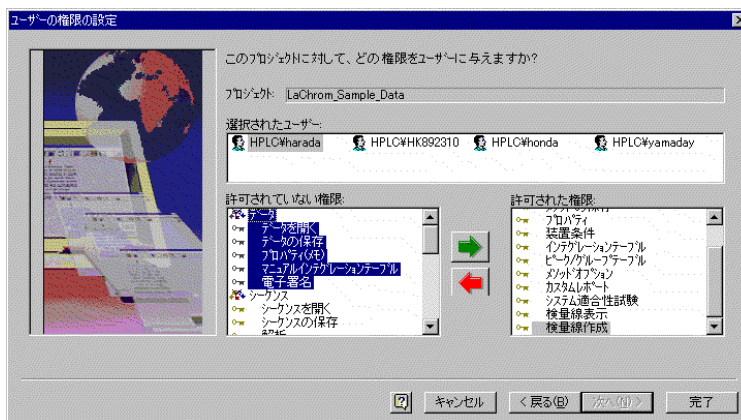 ユーザーの権限の設定
このプロジェクトに対して、どの権限をユーザーに与えますか?
プロジェクト: LaChrom_Sample_Data
選択されたユーザー:
HPLC¥harada HPLC¥HK892310 HPLC¥honda HPLC¥yamaday
許可されていない権限:
データ
データを開く
データの保存
プロパティ(メモ)
マニュアルインテグレーションテーブル
電子署名
シーケンス
シーケンスを開く
シーケンスの保存
解析
許可された権限:
プロパティ
装置条件
インテグレーションテーブル
ピーク/グループテーブル
メソッドオプション
カスタムレポート
システム適合性試験
検量線表示
検量線作成
キャンセル
< 戻る(B)
次へ(N) >
完了